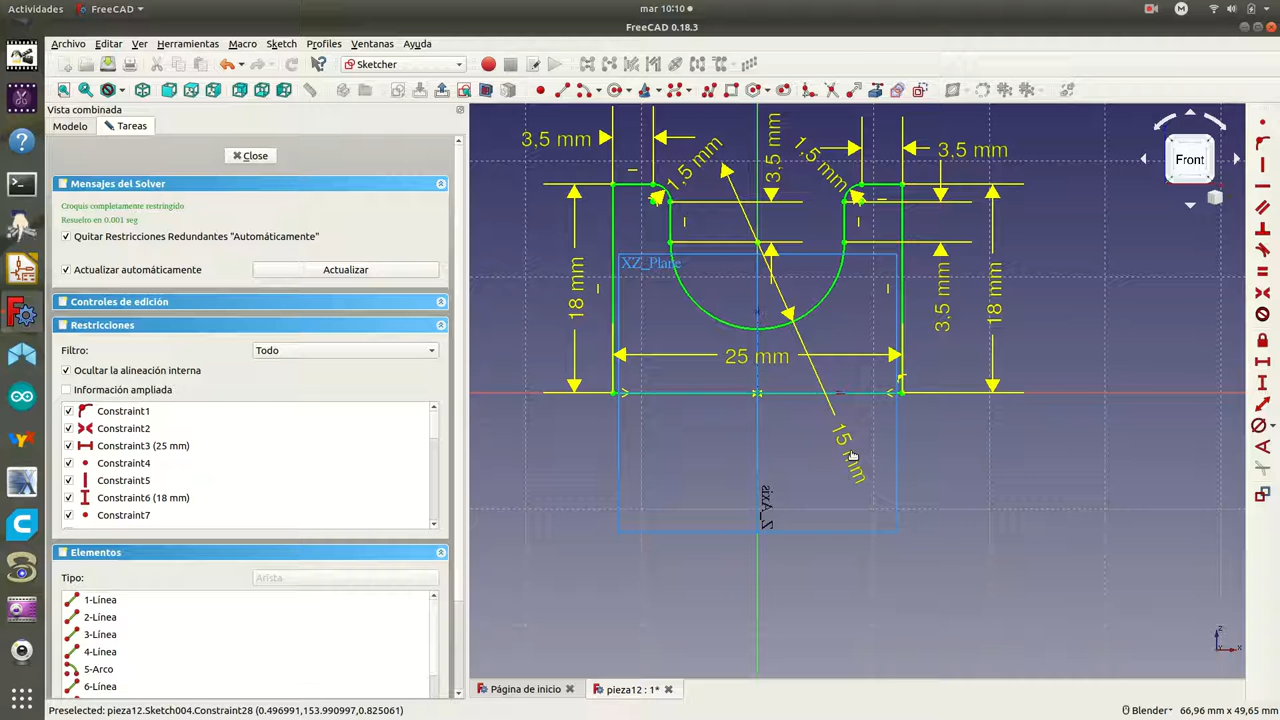 Actividades
FreeCAD
mar 10:10
FreeCAD 0.18.3
Archivo Editar Ver Herramientas Macro Sketch Profiles Ventanas Ayuda
Sketcher
Vista combinada
Modelo Tareas
Close
Mensajes del Solver
Croquis completamente restringido
Resuelto en 0.001 seg
Quitar Restricciones Redundantes "Automáticamente"
Actualizar automáticamente
Actualizar
Controles de edición
Restricciones
Filtro: Todo
Ocultar la alineación interna
Información ampliada
Constraint1
Constraint2
Constraint3 (25 mm)
Constraint4
Constraint5
Constraint6 (18 mm)
Constraint7
Elementos
Tipo: Arista
1-Línea
2-Línea
3-Línea
4-Línea
5-Arco
6-Línea
3,5 mm
1,5 mm
3,5 mm
1,5 mm
3,5 mm
Front
XZ_Plane
18 mm
3,5 mm
18 mm
25 mm
15 mm
Z_Axis
Página de inicio
pieza12 : 1*
Preselected: pieza12.Sketch004.Constraint28 (0.496991,153.990997,0.825061)
Blender
66,96 mm x 49,65 mm